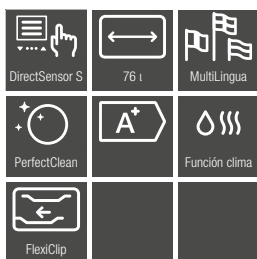 DirectSensor S
76 l
MultiLingua
PerfectClean
A+
Función clima
FlexiClip